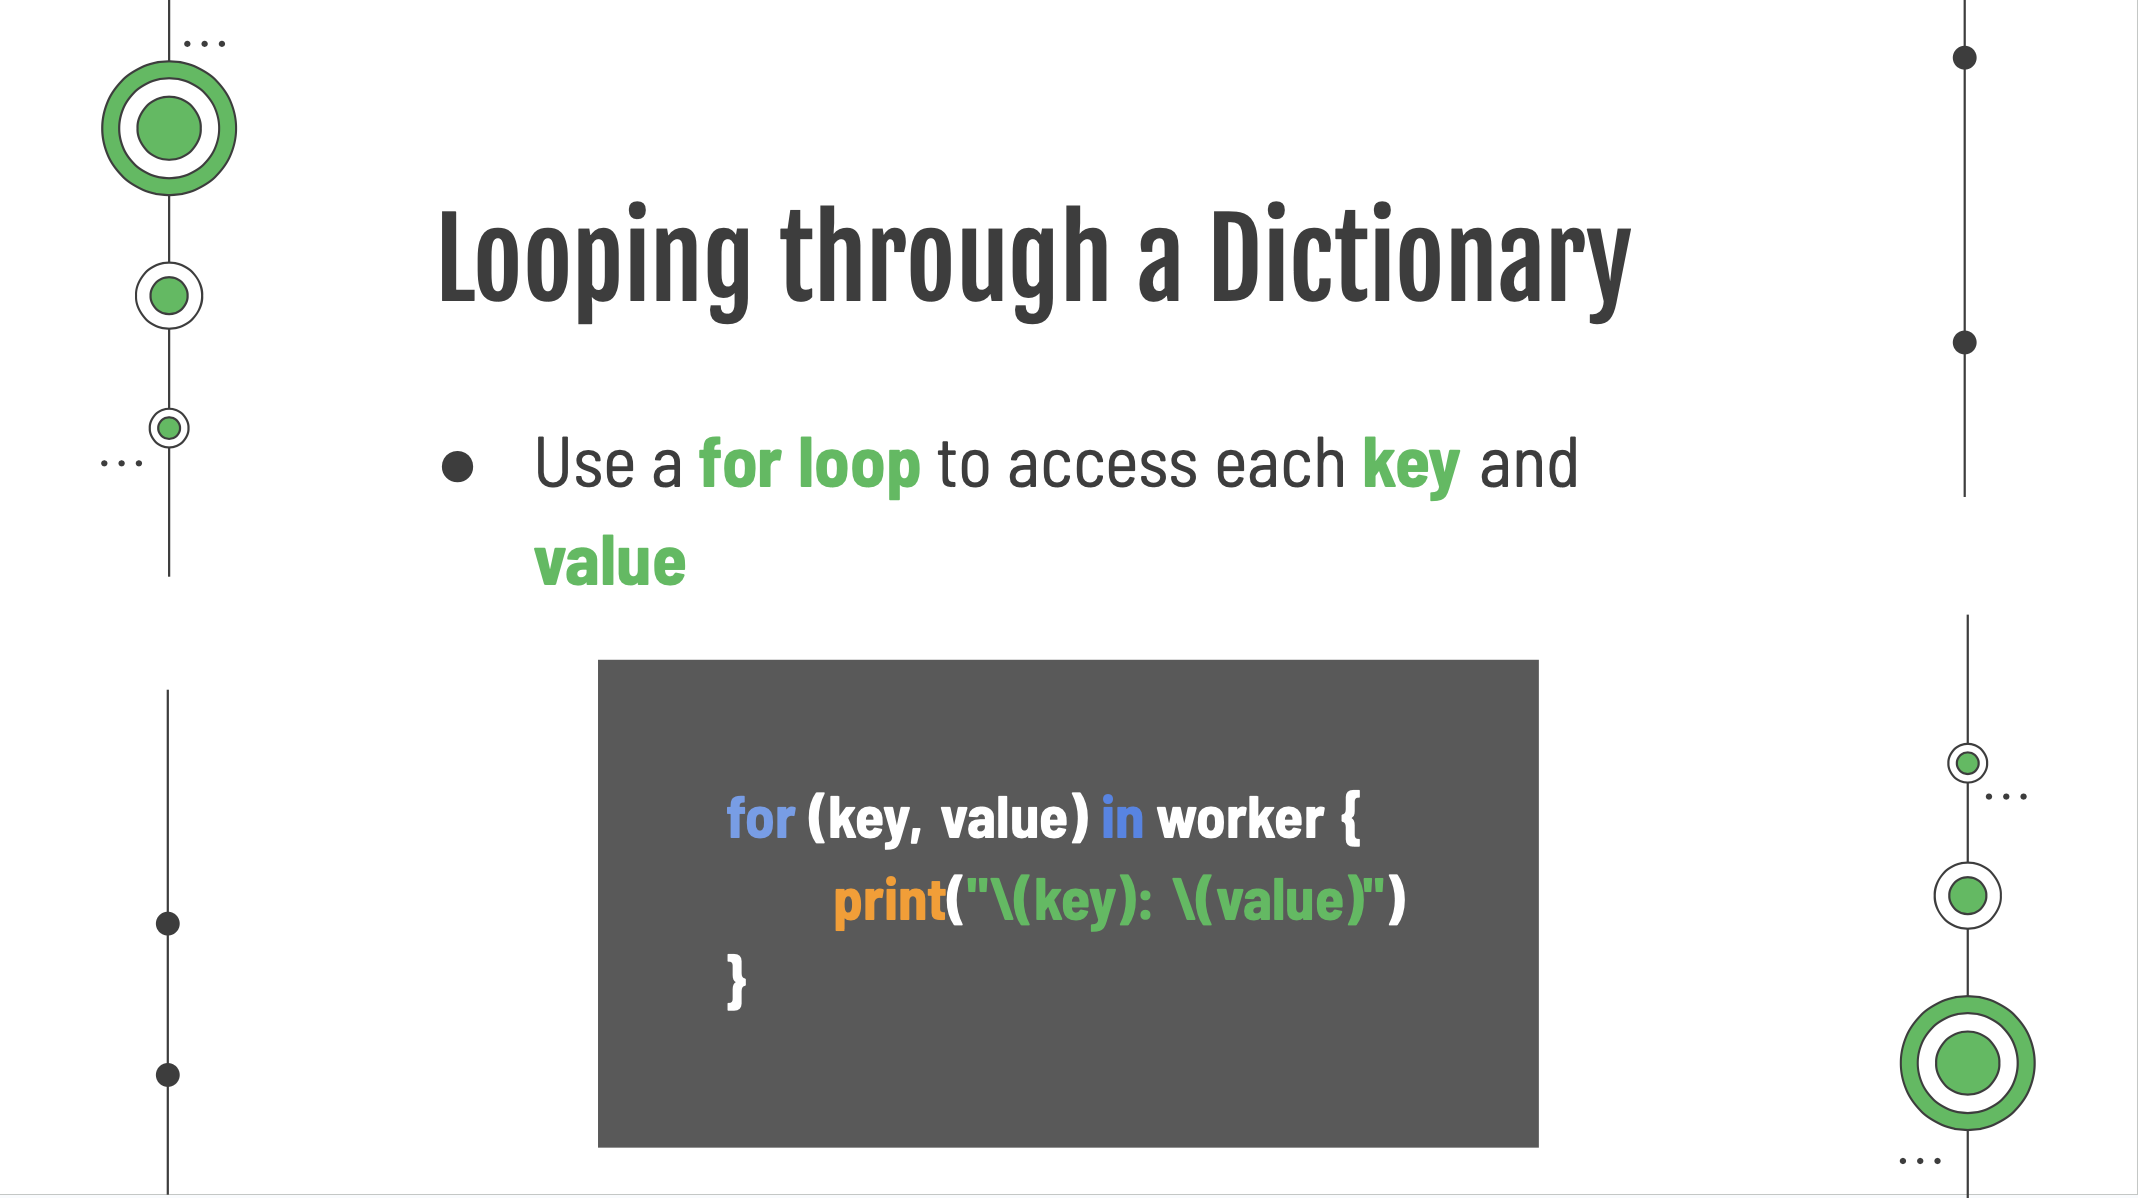 Looping through a Dictionary
● Use a for loop to access each key and
value
for (key, value) in worker {
print("\(key): \(value)")
}